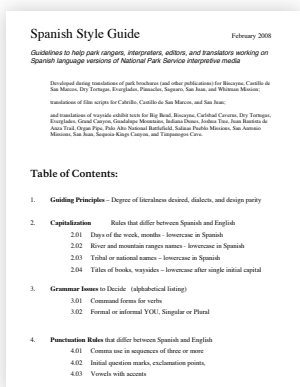 Spanish Style Guide February 2008
Guidelines to help park rangers, interpreters, editors, and translators working on
Spanish language versions of National Park Service interpretive media
Developed during translations of park brochures (and other publications) for Biscayne, Castillo de
San Marcos, Dry Tortugas, Everglades, Pinnacles, Saguaro, San Juan, and Whitman Mission;
translations of film scripts for Cabrillo, Castillo de San Marcos, and San Juan;
and translations of wayside exhibit texts for Big Bend, Biscayne, Carlsbad Caverns, Dry Tortugas,
Everglades, Grand Canyon, Guadalupe Mountains, Indiana Dunes, Joshua Tree, Juan Bautista de
Anza Trail, Organ Pipe, Palo Alto National Battlefield, Salinas Pueblo Missions, San Antonio
Missions, San Juan, Sequoia-Kings Canyon, and Timpanogos Cave.
Table of Contents:
1. Guiding Principles – Degree of literalness desired, dialects, and design parity
2. Capitalization Rules that differ between Spanish and English
2.01 Days of the week, months - lowercase in Spanish
2.02 River and mountain ranges names - lowercase in Spanish
2.03 Tribal or national names – lowercase in Spanish
2.04 Titles of books, waysides – lowercase after single initial capital
3. Grammar Issues to Decide (alphabetical listing)
3.01 Command forms for verbs
3.02 Formal or informal YOU, Singular or Plural
4. Punctuation Rules that differ between Spanish and English
4.01 Comma use in sequences of three or more
4.02 Initial question marks, exclamation points,
4.03 Vowels with accents